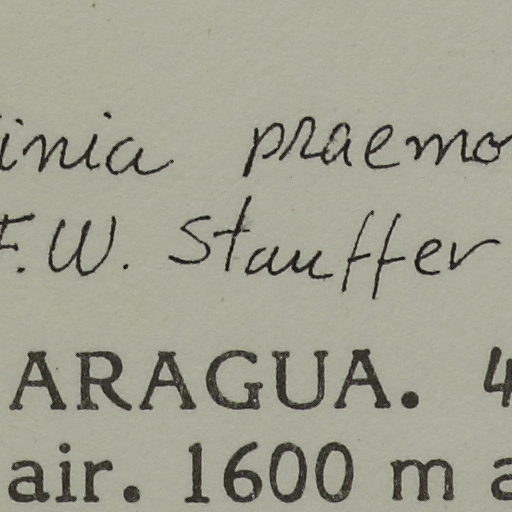 inia praemo
F.W. Stauffer
ARAGUA. 4
air. 1600 m a